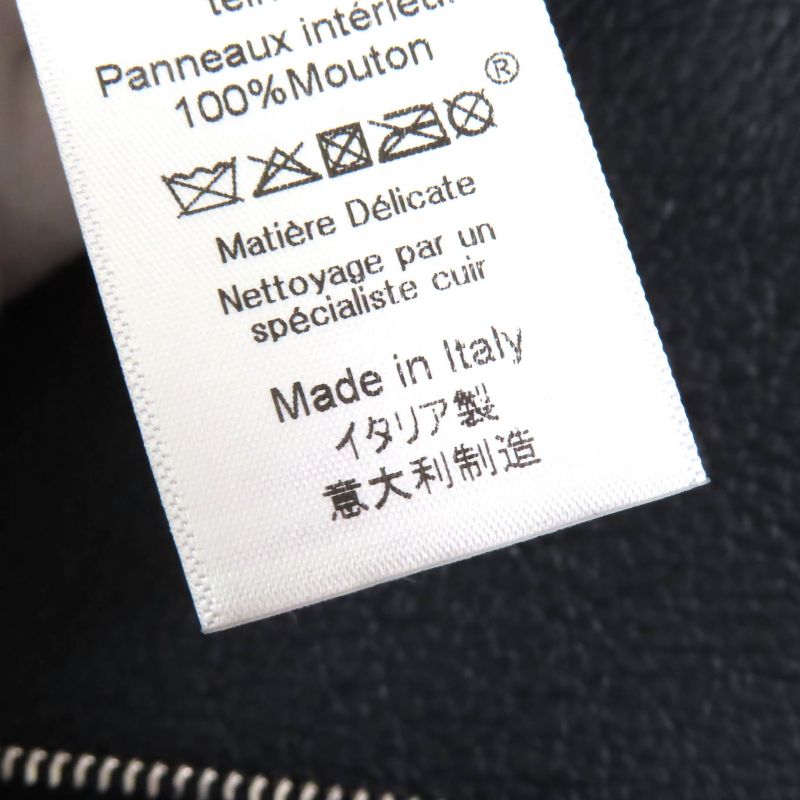 Panneaux intérieur
100%Mouton
®
Matière Délicate
Nettoyage par un
spécialiste cuir
Made in Italy
イタリア製
意大利制造